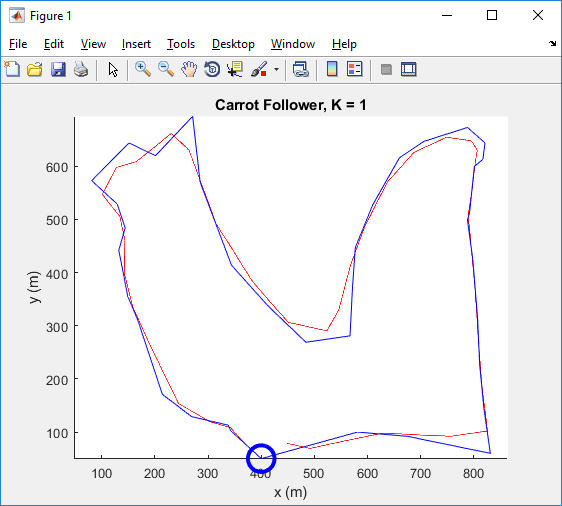 Figure 1
File Edit View Insert Tools Desktop Window Help
Carrot Follower, K = 1
600
500
400
300
200
100
y (m)
100 200 300 400 500 600 700 800
x (m)